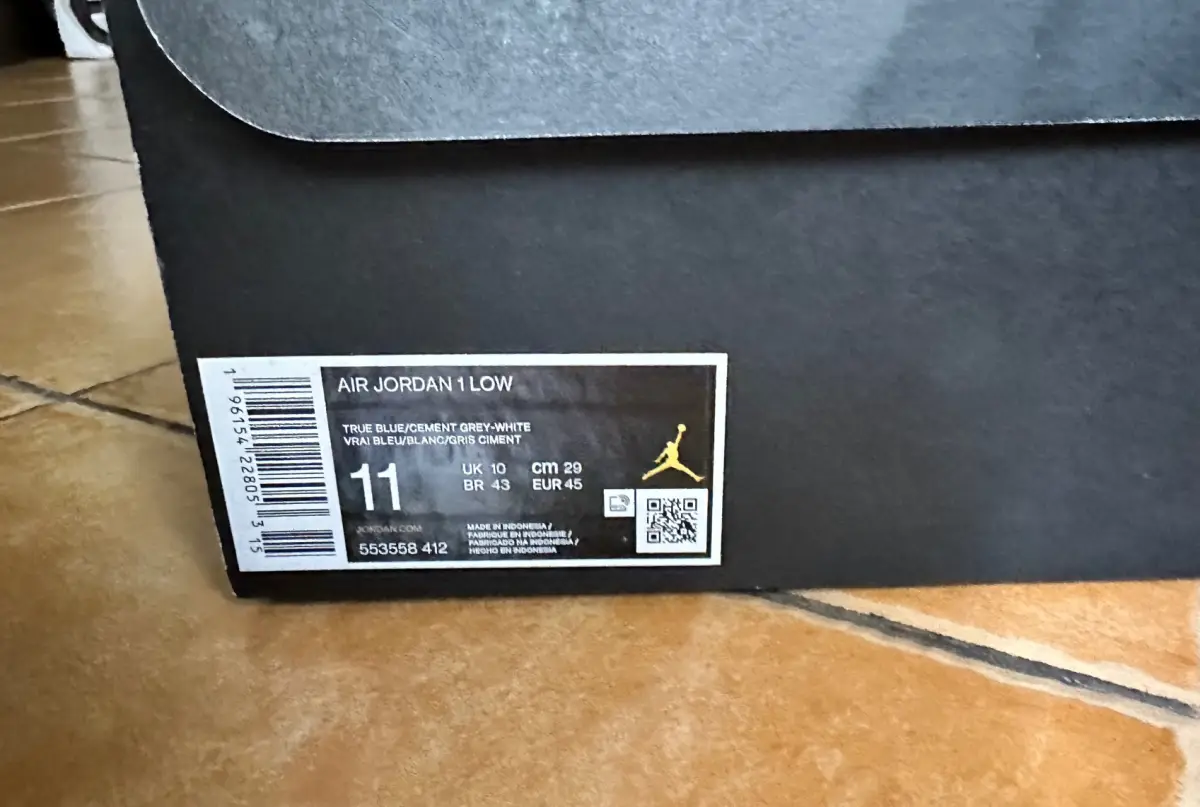 AIR JORDAN 1 LOW
TRUE BLUE/CEMENT GREY-WHITE
VRAI BLEU/BLANC/GRIS CIMENT
11
UK 10 cm 29
BR 43 EUR 45
JORDAN.COM
553558 412
MADE IN INDONESIA /
FABRIQUE EN INDONESIE /
FABRICADO NA INDONESIA /
HECHO EN INDONESIA
1 96154 22805 3 15